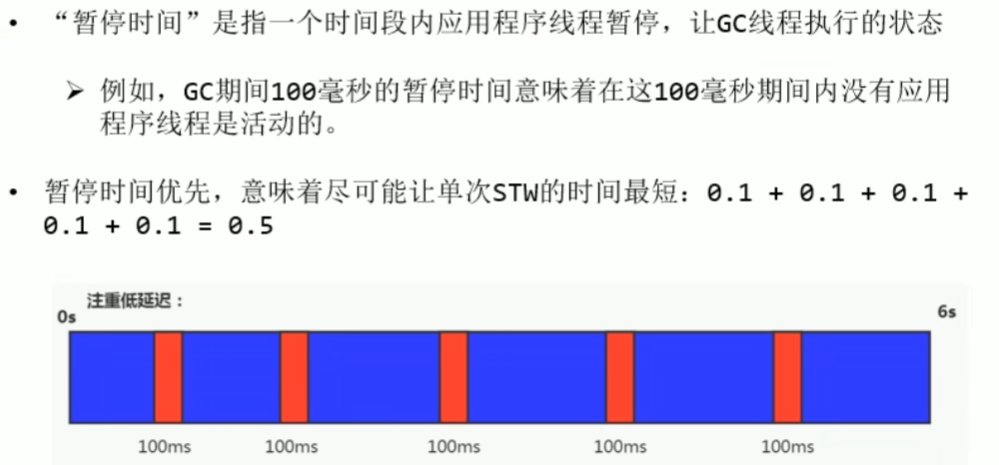 • “暂停时间”是指一个时间段内应用程序线程暂停，让GC线程执行的状态
➢ 例如，GC期间100毫秒的暂停时间意味着在这100毫秒期间内没有应用
程序线程是活动的。
• 暂停时间优先，意味着尽可能让单次STW的时间最短：0.1 + 0.1 + 0.1 +
0.1 + 0.1 = 0.5
注重低延迟：
0s
6s
100ms 100ms 100ms 100ms 100ms